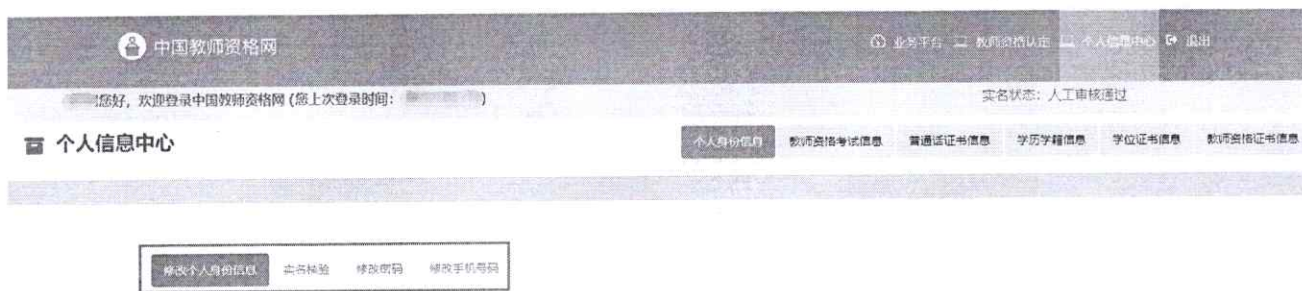 中国教师资格网
业务平台 教师资格认定 个人信息中心 退出
!您好，欢迎登录中国教师资格网 (您上次登录时间： )
实名状态：人工审核通过
个人信息中心
个人身份信息 教师资格考试信息 普通话证书信息 学历学籍信息 学位证书信息 教师资格证书信息
修改个人身份信息 实名核验 修改密码 修改手机号码